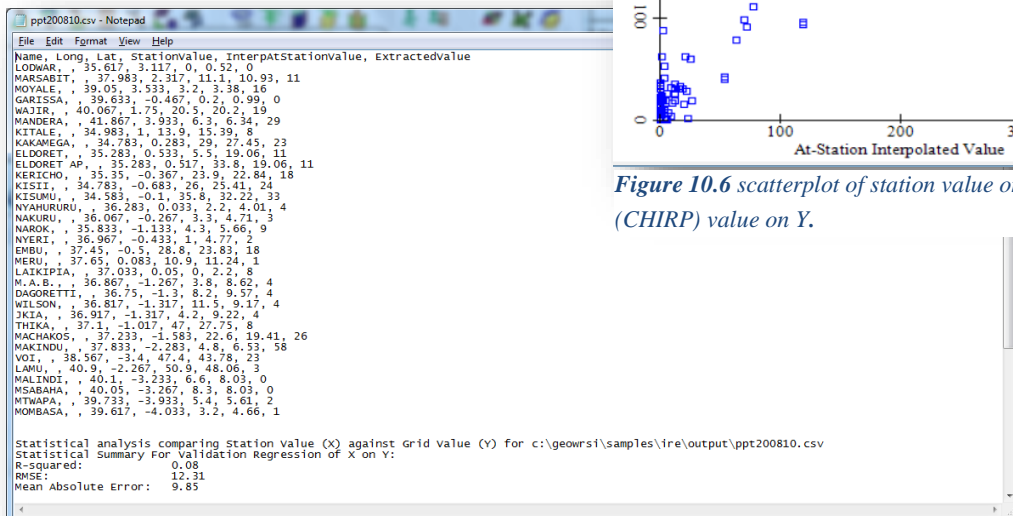 ppt200810.csv - Notepad
File Edit Format View Help
Name, Long, Lat, StationValue, InterpAtStationValue, ExtractedValue
LODWAR, , 35.617, 3.117, 0, 0.52, 0
MARSABIT, , 37.983, 2.317, 11.1, 10.93, 11
MOYALE, , 39.05, 3.533, 3.2, 3.38, 16
GARISSA, , 39.633, -0.467, 0.2, 0.99, 0
WAJIR, , 40.067, 1.75, 20.5, 20.2, 19
MANDERA, , 41.867, 3.933, 6.3, 6.34, 29
KITALE, , 34.983, 1, 13.9, 15.39, 8
KAKAMEGA, , 34.783, 0.283, 29, 27.45, 23
ELDORET, , 35.283, 0.533, 5.5, 19.06, 11
ELDORET AP, , 35.283, 0.517, 33.8, 19.06, 11
KERICHO, , 35.35, -0.367, 23.9, 22.84, 18
KISII, , 34.783, -0.683, 26, 25.41, 24
KISUMU, , 34.583, -0.1, 35.8, 32.22, 33
NYAHURURU, , 36.283, 0.033, 2.2, 4.01, 4
NAKURU, , 36.067, -0.267, 3.3, 4.71, 3
NAROK, , 35.833, -1.133, 4.3, 5.66, 9
NYERI, , 36.967, -0.433, 1, 4.77, 2
EMBU, , 37.45, -0.5, 28.8, 23.83, 18
MERU, , 37.65, 0.083, 10.9, 11.24, 1
LAIKIPIA, , 37.033, 0.05, 0, 2.2, 8
M.A.B., , 36.867, -1.267, 3.8, 8.62, 4
DAGORETTI, , 36.75, -1.3, 8.2, 9.57, 4
WILSON, , 36.817, -1.317, 11.5, 9.17, 4
JKIA, , 36.917, -1.317, 4.2, 9.22, 4
THIKA, , 37.1, -1.017, 47, 27.75, 8
MACHAKOS, , 37.233, -1.583, 22.6, 19.41, 26
MAKINDU, , 37.833, -2.283, 4.8, 6.53, 58
VOI, , 38.567, -3.4, 47.4, 43.78, 23
LAMU, , 40.9, -2.267, 50.9, 48.06, 3
MALINDI, , 40.1, -3.233, 6.6, 8.03, 0
MSABAHA, , 40.05, -3.267, 8.3, 8.03, 0
MTWAPA, , 39.733, -3.933, 5.4, 5.61, 2
MOMBASA, , 39.617, -4.033, 3.2, 4.66, 1
Statistical analysis comparing Station Value (X) against Grid Value (Y) for c:\geowrsi\samples\ire\output\ppt200810.csv
Statistical Summary For Validation Regression of X on Y:
R-squared: 0.08
RMSE: 12.31
Mean Absolute Error: 9.85
100
0
0 100 200 3
At-Station Interpolated Value
Figure 10.6 scatterplot of station value o
(CHIRP) value on Y.